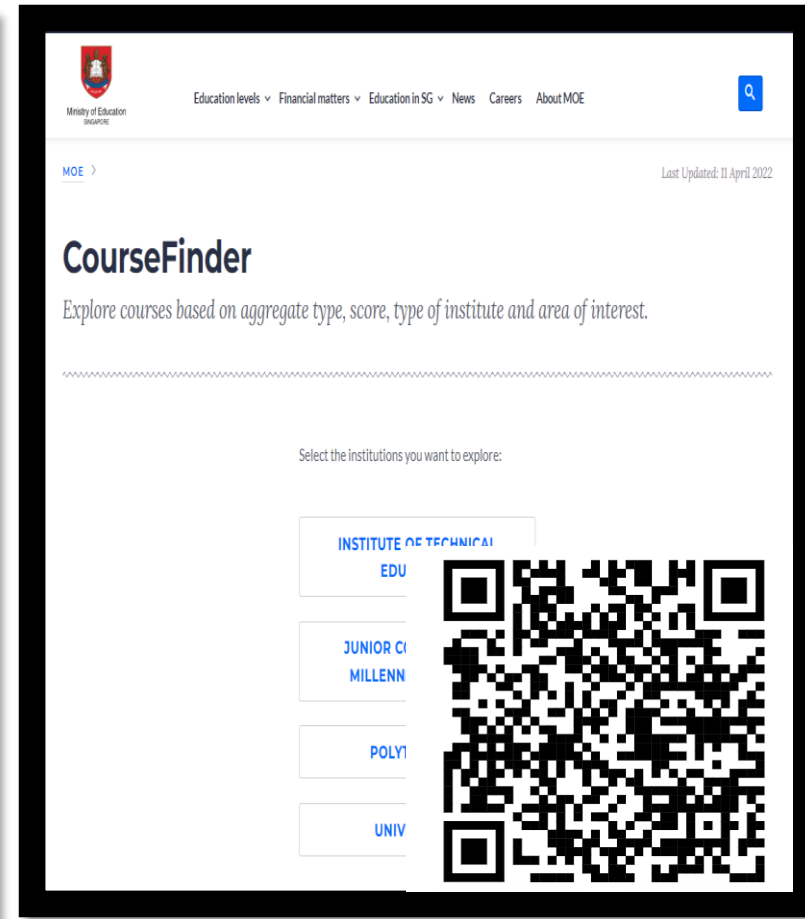 Ministry of Education
SINGAPORE
Education levels Financial matters Education in SG News Careers About MOE
MOE
Last Updated: 11 April 2022
CourseFinder
Explore courses based on aggregate type, score, type of institute and area of interest.
Select the institutions you want to explore:
INSTITUTE OF TECHNICAL
EDU
JUNIOR CO
MILLENN
POLYT
UNIV